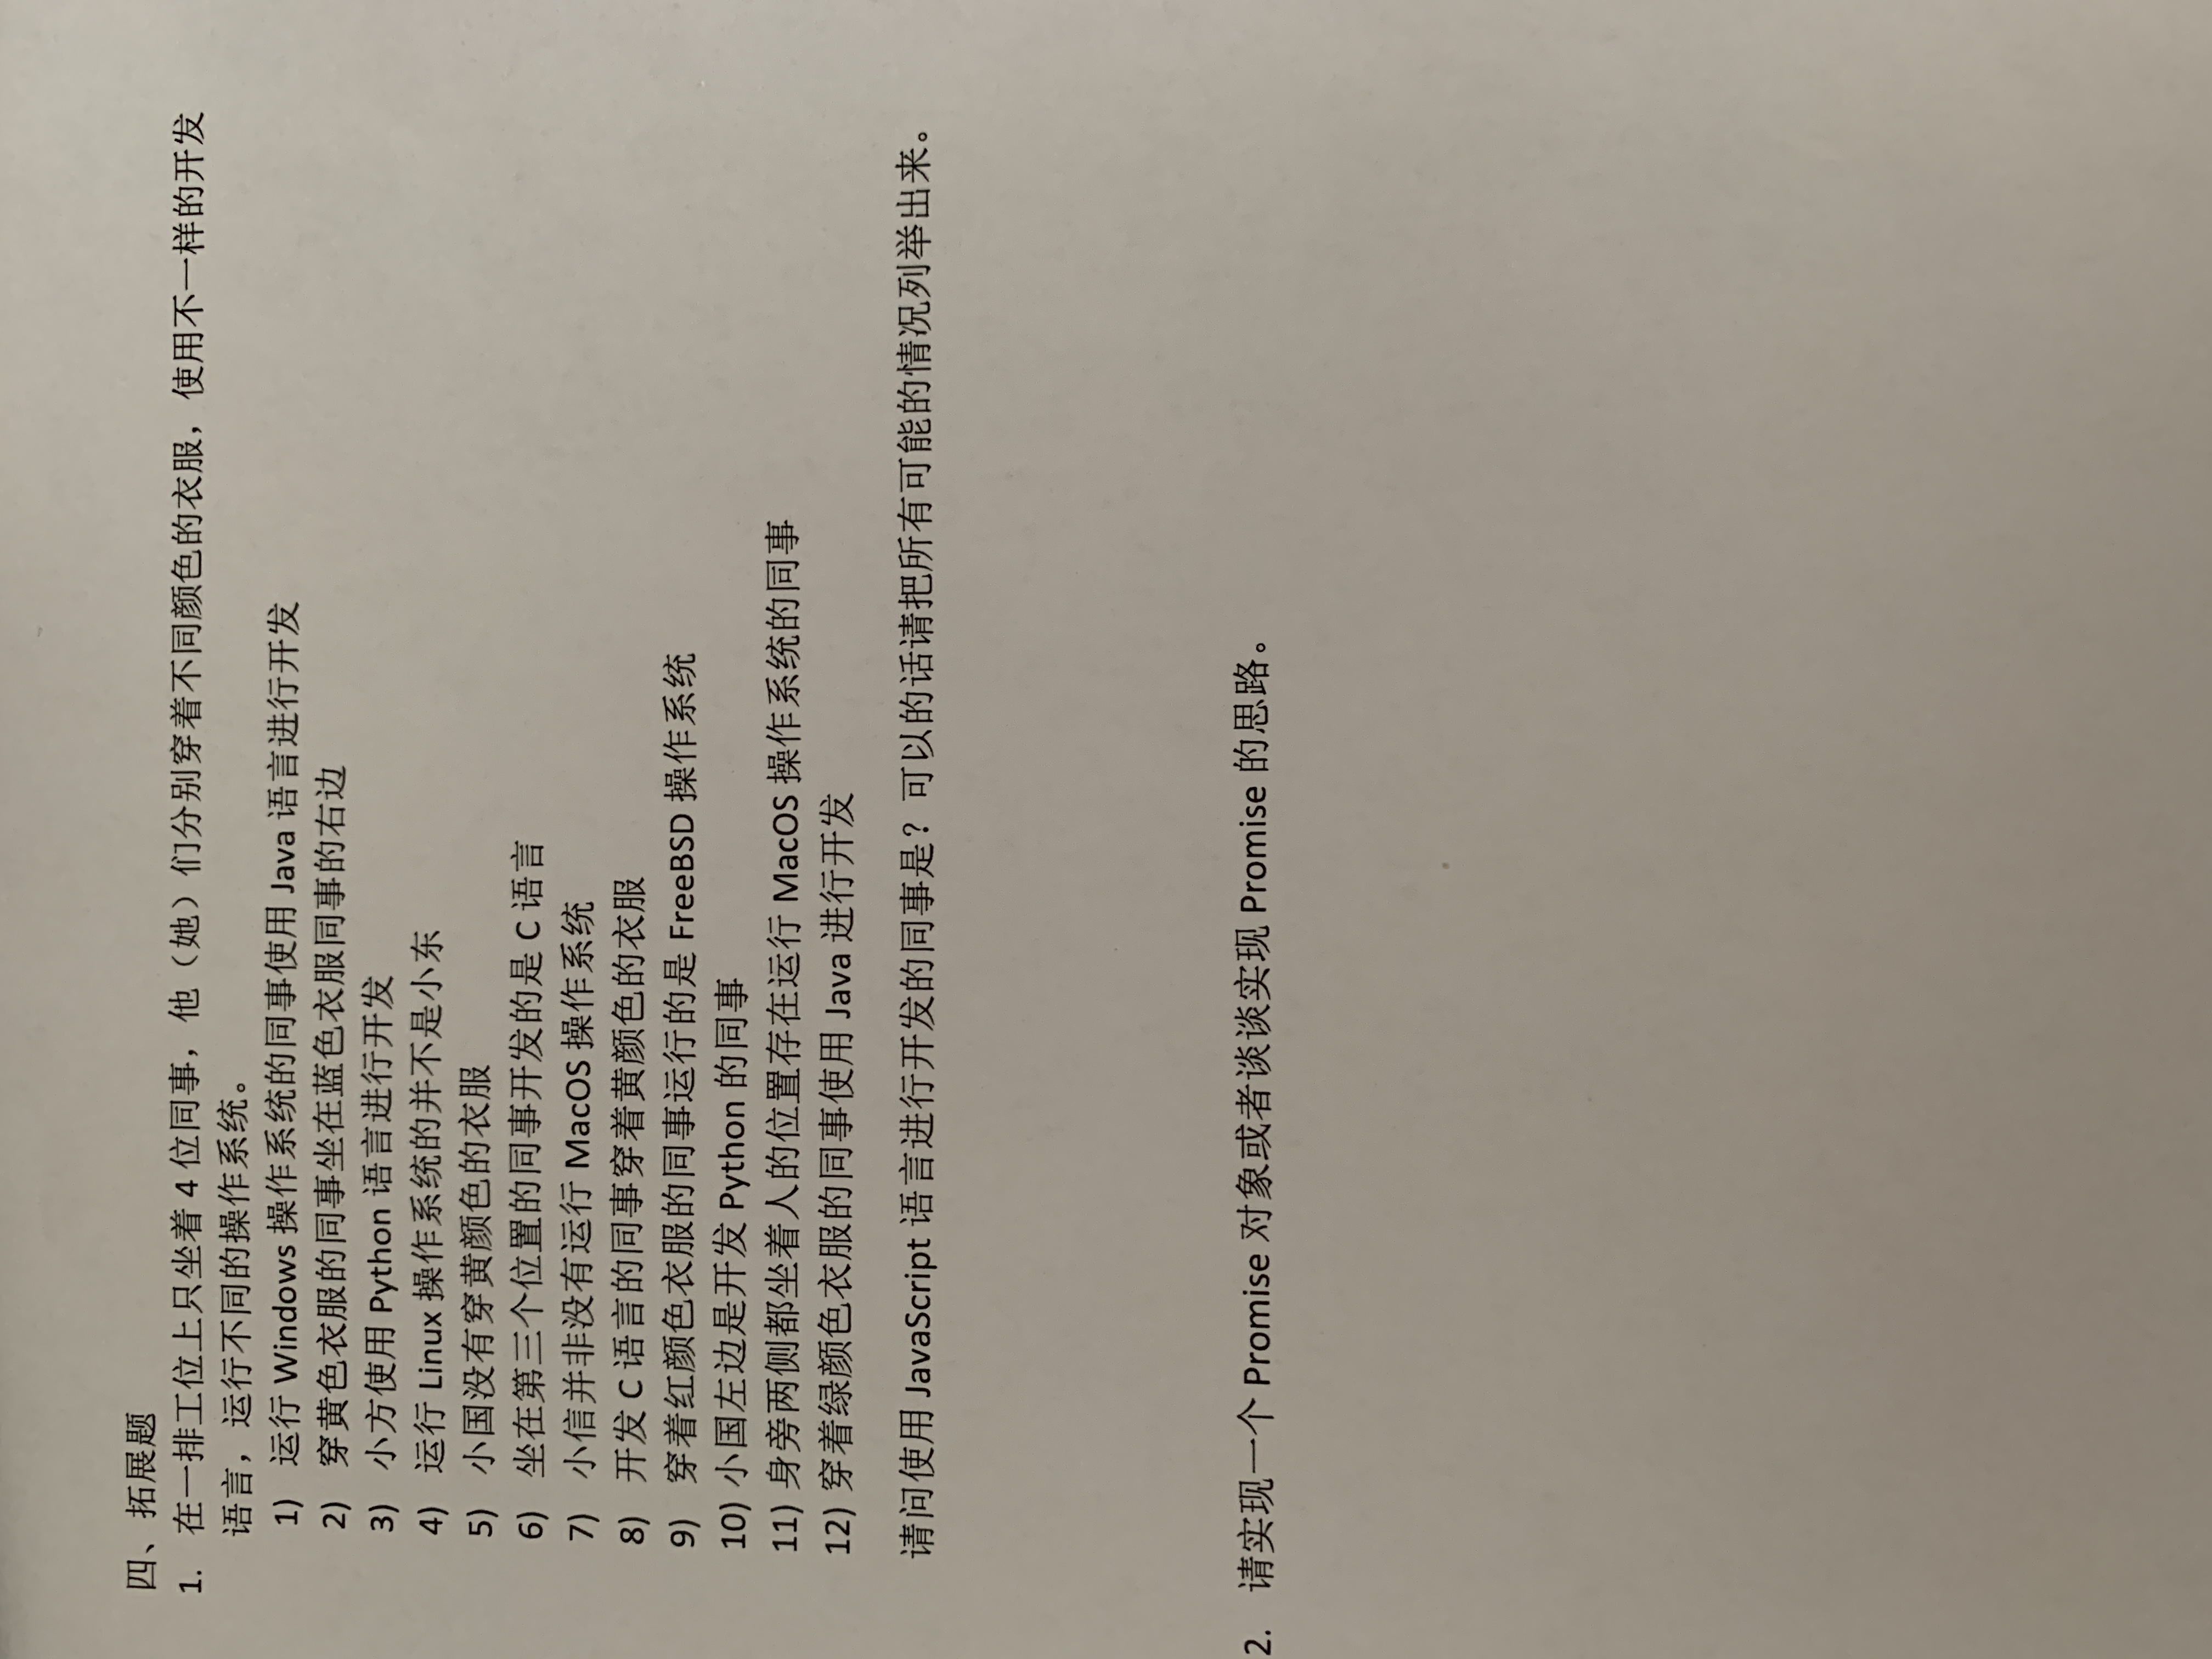 四、拓展题
1. 在一排工位上只坐着 4 位同事，他（她）们分别穿着不同颜色的衣服，使用不一样的开发
语言，运行不同的操作系统。
1) 运行 Windows 操作系统的同事使用 Java 语言进行开发
2) 穿黄色衣服的同事坐在蓝色衣服同事的右边
3) 小方使用 Python 语言进行开发
4) 运行 Linux 操作系统的并不是小东
5) 小国没有穿黄颜色的衣服
6) 坐在第三个位置的同事开发的是 C 语言
7) 小信并非没有运行 MacOS 操作系统
8) 开发 C 语言的同事穿着黄颜色的衣服
9) 穿着红颜色衣服的同事运行的是 FreeBSD 操作系统
10) 小国左边是开发 Python 的同事
11) 身旁两侧都坐着人的位置存在运行 MacOS 操作系统的同事
12) 穿着绿颜色衣服的同事使用 Java 进行开发
请问使用 JavaScript 语言进行开发的同事是？可以的话请把所有可能的情况列举出来。
2. 请实现一个 Promise 对象或者谈谈实现 Promise 的思路。